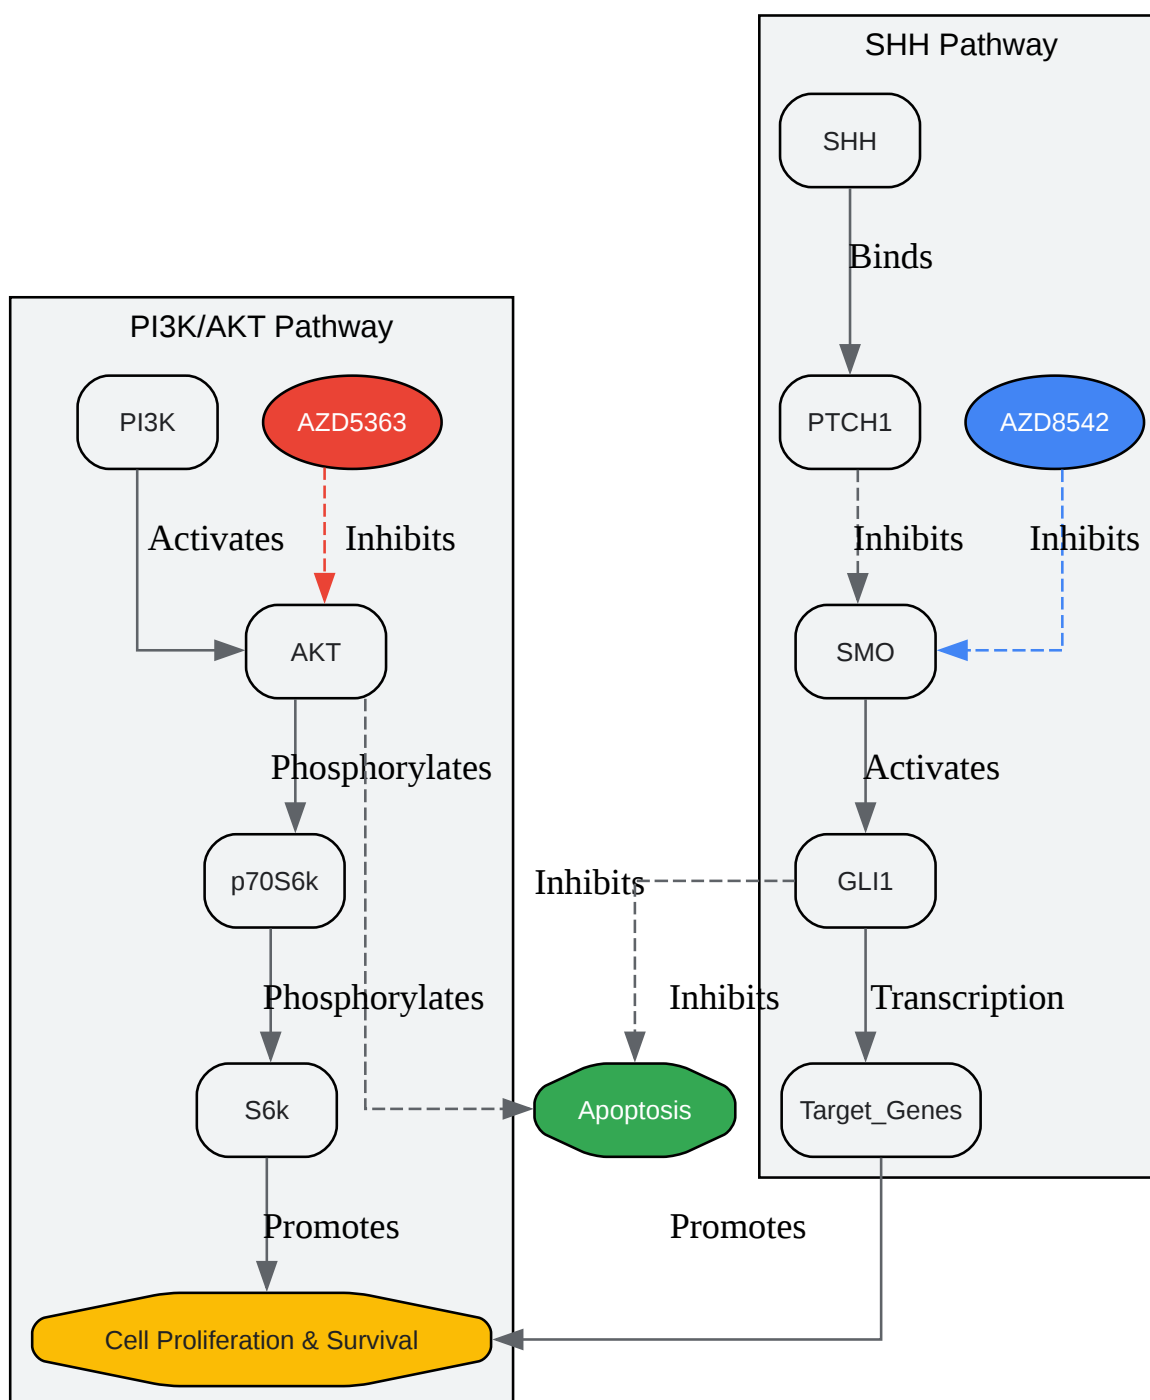 SHH Pathway
SHH
Binds
PI3K/AKT Pathway
PI3K
AZD5363
PTCH1
AZD8542
Activates
Inhibits
Inhibits
Inhibits
AKT
SMO
Phosphorylates
Activates
p70S6k
Inhibits
GLI1
Phosphorylates
Inhibits
Transcription
S6k
Apoptosis
Target_Genes
Promotes
Promotes
Cell Proliferation & Survival